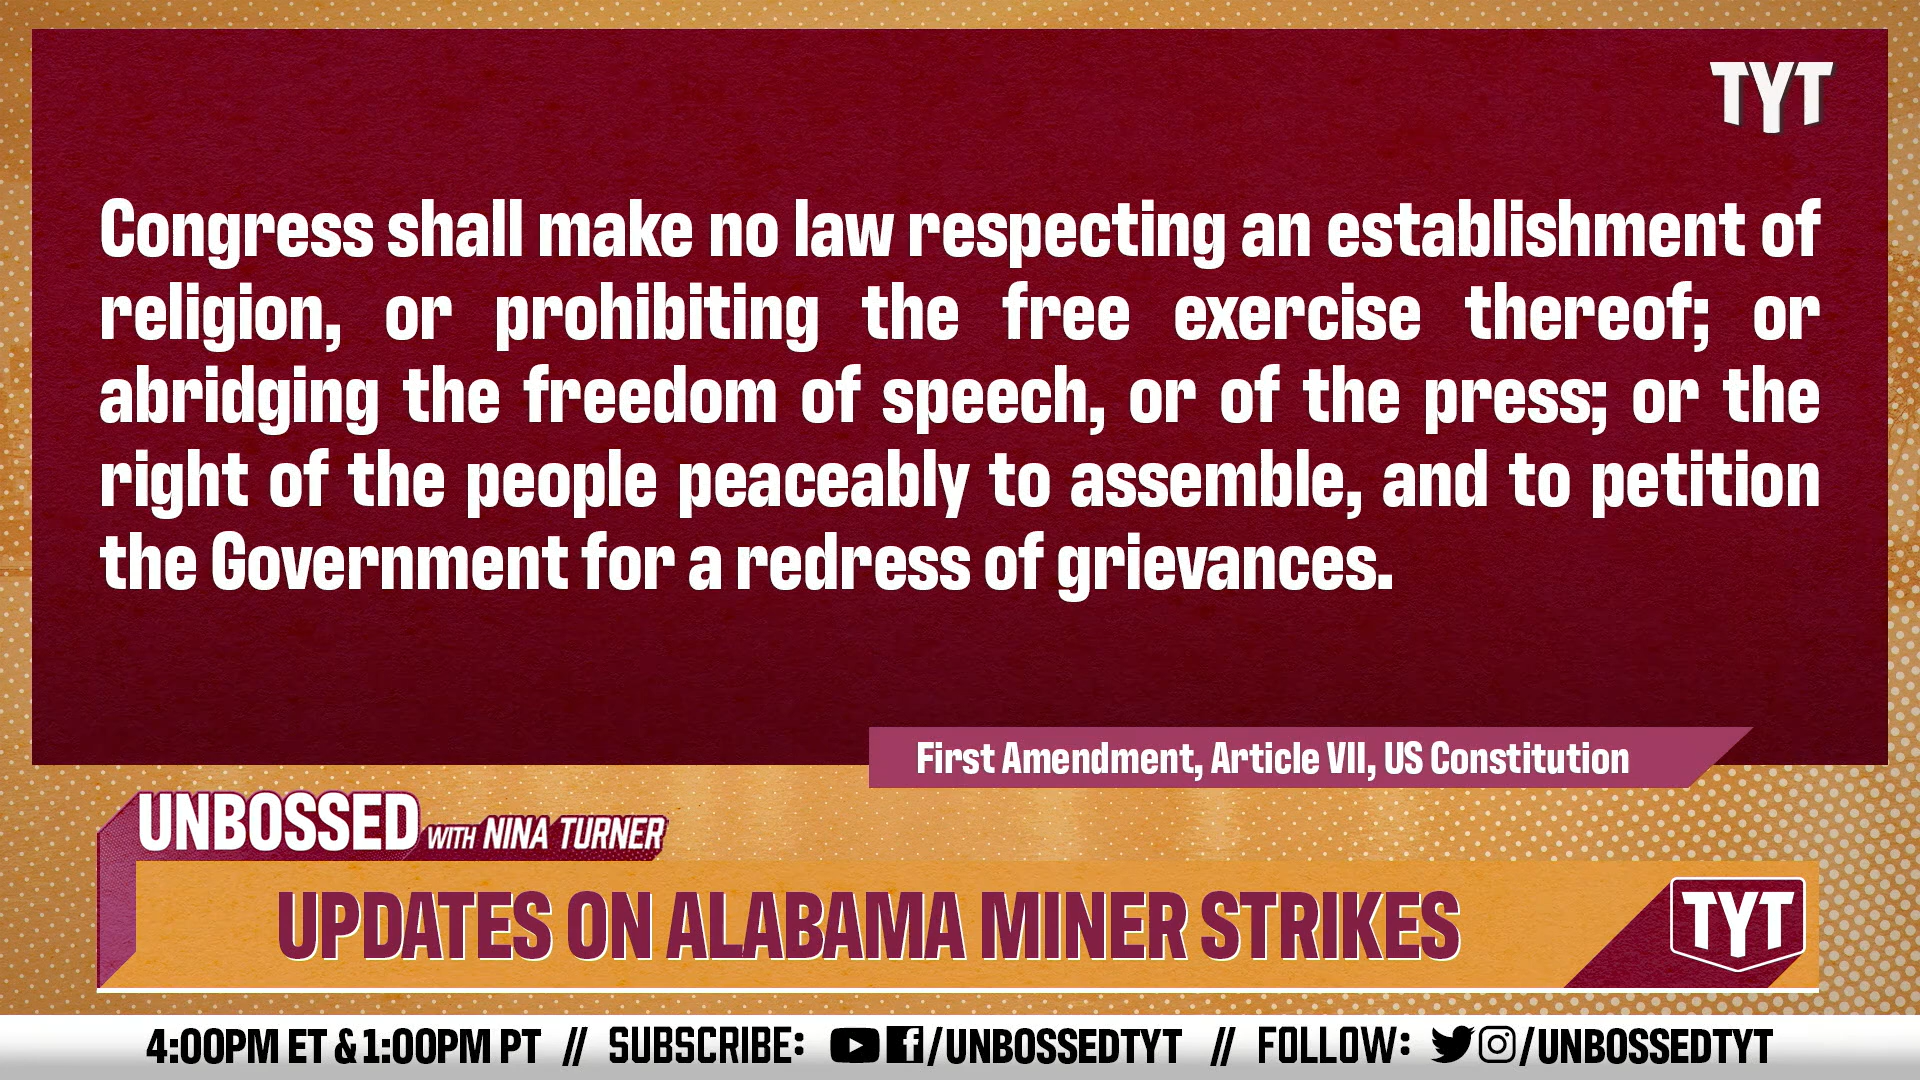 TYT
Congress shall make no law respecting an establishment of
religion, or prohibiting the free exercise thereof; or
abridging the freedom of speech, or of the press; or the
right of the people peaceably to assemble, and to petition
the Government for a redress of grievances.
First Amendment, Article VII, US Constitution
UNBOSSED WITH NINA TURNER
UPDATES ON ALABAMA MINER STRIKES
TYT
4:00PM ET & 1:00PM PT // SUBSCRIBE: /UNBOSSEDTYT // FOLLOW: /UNBOSSEDTYT